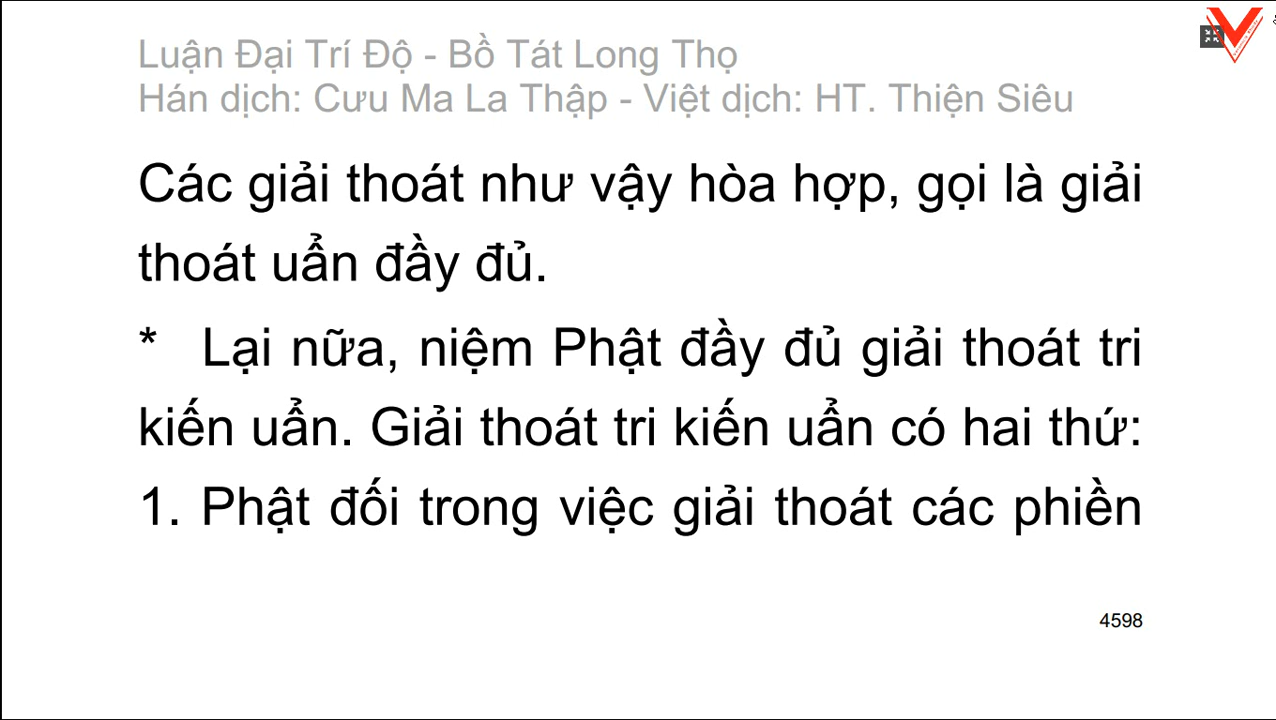 Luận Đại Trí Độ - Bồ Tát Long Thọ
Hán dịch: Cưu Ma La Thập - Việt dịch: HT. Thiện Siêu
Các giải thoát như vậy hòa hợp, gọi là giải
thoát uẩn đầy đủ.
* Lại nữa, niệm Phật đầy đủ giải thoát tri
kiến uẩn. Giải thoát tri kiến uẩn có hai thứ:
1. Phật đối trong việc giải thoát các phiền
4598